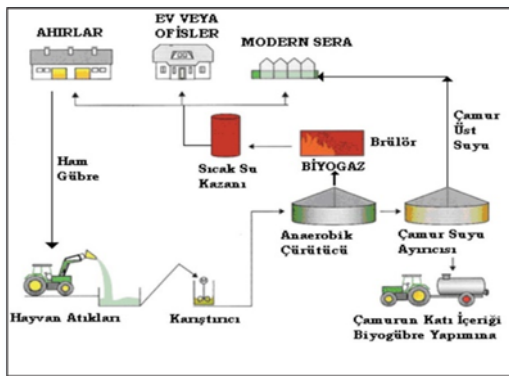 AHIRLAR
EV VEYA
OFİSLER
MODERN SERA
Ham
Gübre
Sıcak Su
Kazanı
Brülör
BİYOGAZ
Çamur
Üst
Suyu
Anaerobik
Çürütücü
Çamur Suyu
Ayırıcısı
Hayvan Atıkları
Karıştırıcı
Çamurun Katı İçeriği
Biyogübre Yapımına